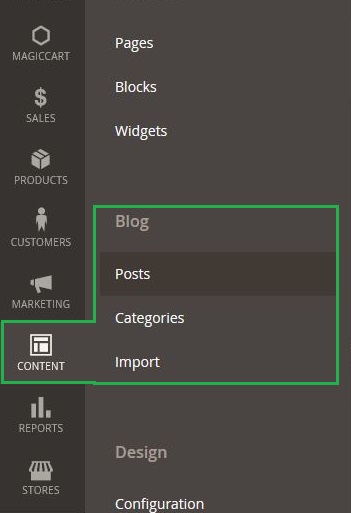 MAGICCART
SALES
PRODUCTS
CUSTOMERS
MARKETING
CONTENT
REPORTS
STORES
Pages
Blocks
Widgets
Blog
Posts
Categories
Import
Design
Configuration